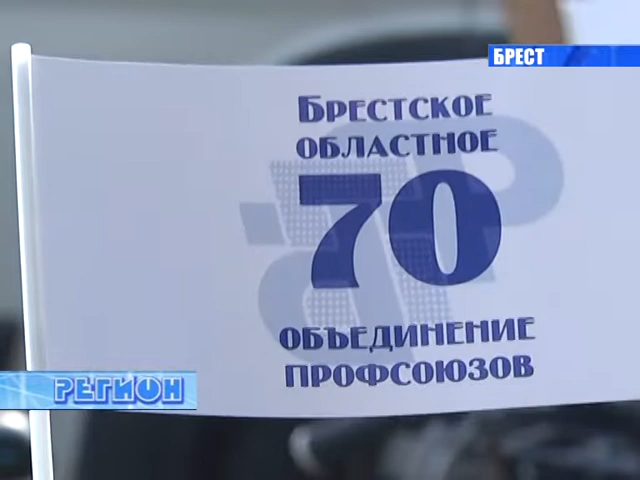 БРЕСТ
БРЕСТСКОЕ
ОБЛАСТНОЕ
70
ОБЪЕДИНЕНИЕ
ПРОФСОЮЗОВ
РЕГИОН